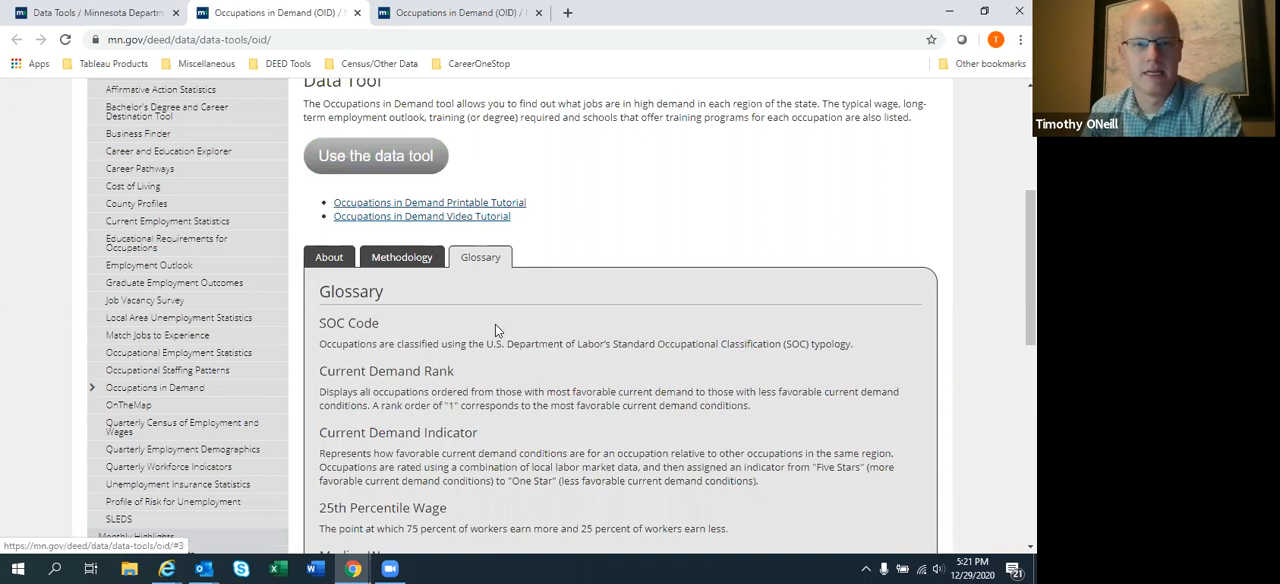 Data Tools / Minnesota Departm
Occupations in Demand (OID) /
Occupations in Demand (OID) /
mn.gov/deed/data/data-tools/oid/
T
Apps
Tableau Products
Miscellaneous
DEED Tools
Census/Other Data
CareerOneStop
Other bookmarks
Timothy ONeill
Affirmative Action Statistics
Bachelor's Degree and Career
Destination Tool
Business Finder
Career and Education Explorer
Career Pathways
Cost of Living
County Profiles
Current Employment Statistics
Educational Requirements for
Occupations
Employment Outlook
Graduate Employment Outcomes
Job Vacancy Survey
Local Area Unemployment Statistics
Match Jobs to Experience
Occupational Employment Statistics
Occupational Staffing Patterns
Occupations in Demand
OnTheMap
Quarterly Census of Employment and
Wages
Quarterly Employment Demographics
Quarterly Workforce Indicators
Unemployment Insurance Statistics
Profile of Risk for Unemployment
SLEDS
Monthly Highlights
https://mn.gov/deed/data/data-tools/oid/#3
Data Tool
The Occupations in Demand tool allows you to find out what jobs are in high demand in each region of the state. The typical wage, long-
term employment outlook, training (or degree) required and schools that offer training programs for each occupation are also listed.
Use the data tool
Occupations in Demand Printable Tutorial
Occupations in Demand Video Tutorial
About
Methodology
Glossary
Glossary
SOC Code
Occupations are classified using the U.S. Department of Labor's Standard Occupational Classification (SOC) typology.
Current Demand Rank
Displays all occupations ordered from those with most favorable current demand to those with less favorable current demand
conditions. A rank order of "1" corresponds to the most favorable current demand conditions.
Current Demand Indicator
Represents how favorable current demand conditions are for an occupation relative to other occupations in the same region.
Occupations are rated using a combination of local labor market data, and then assigned an indicator from "Five Stars" (more
favorable current demand conditions) to "One Star" (less favorable current demand conditions).
25th Percentile Wage
The point at which 75 percent of workers earn more and 25 percent of workers earn less.
5:21 PM
12/29/2020
21